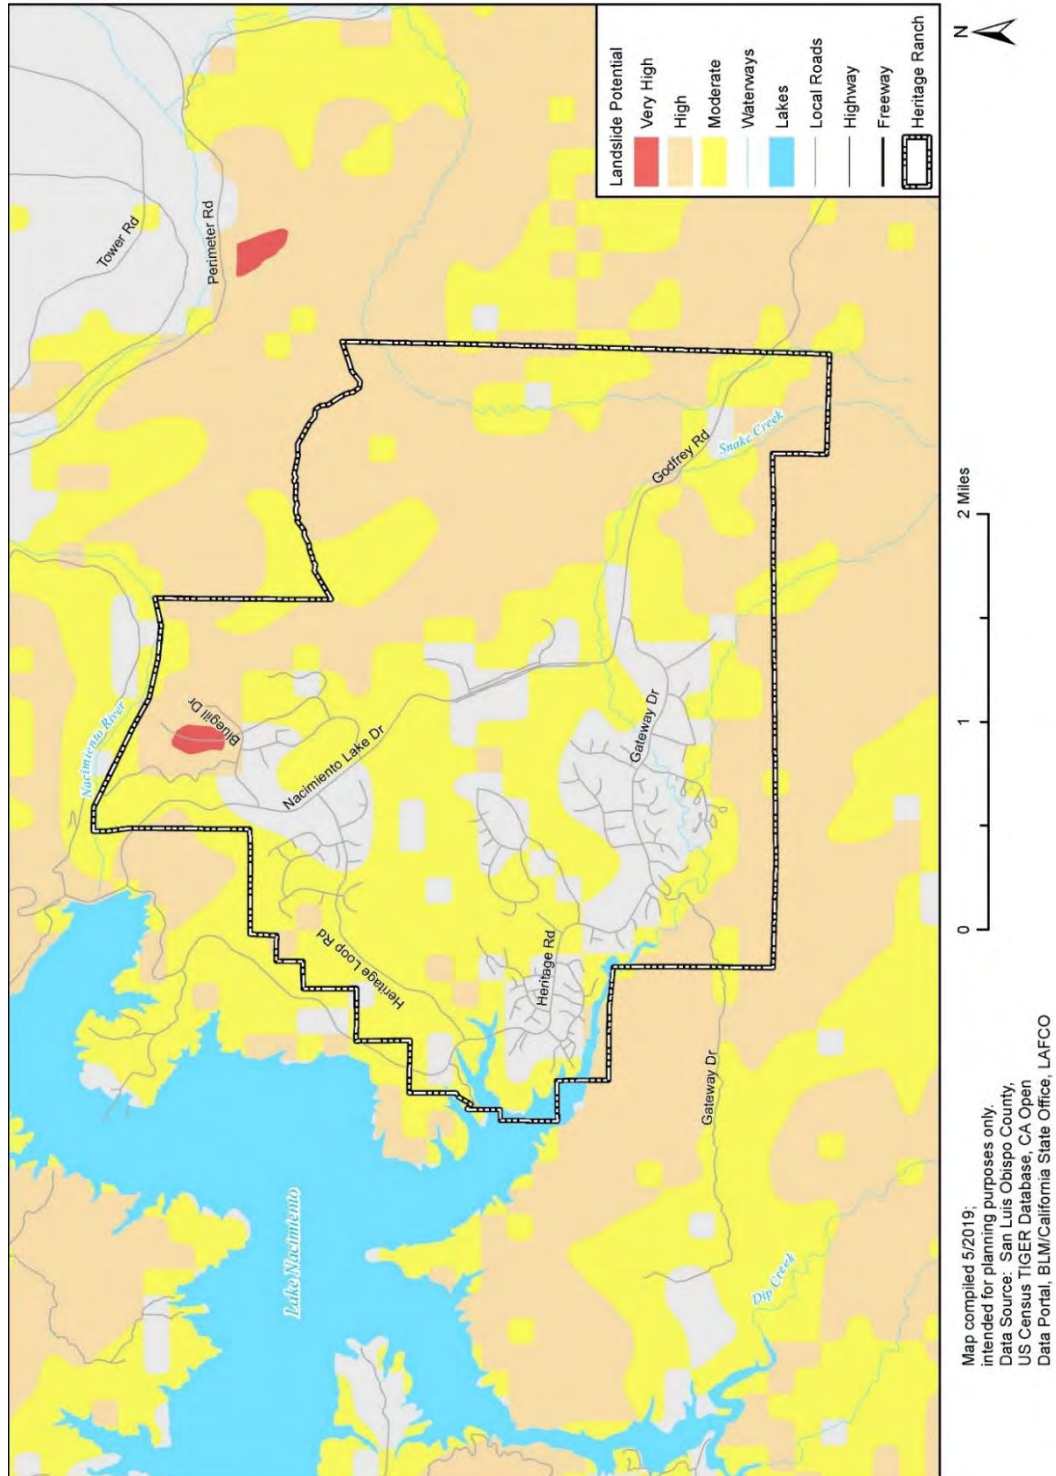 Tower Rd
Perimeter Rd
Nacimiento River
Bluegill Dr
Nacimiento Lake Dr
Heritage Loop Rd
Lake Nacimiento
Heritage Rd
Gateway Dr
Godfrey Rd
Snake Creek
Gateway Dr
Dip Creek
Landslide Potential
Very High
High
Moderate
Waterways
Lakes
Local Roads
Highway
Freeway
Heritage Ranch
N
0 1 2 Miles
Map compiled 5/2019;
intended for planning purposes only.
Data Source: San Luis Obispo County,
US Census TIGER Database, CA Open
Data Portal, BLM/California State Office, LAFCO